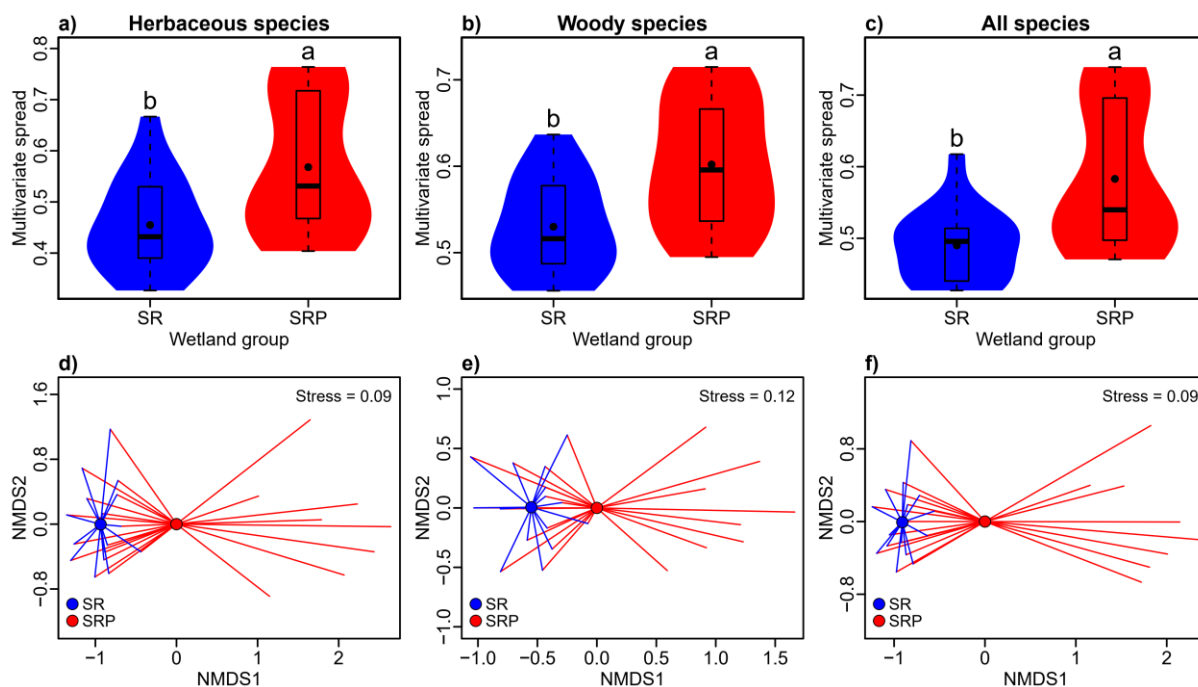 a) Herbaceous species
b) Woody species
c) All species
Multivariate spread
0.8
0.7
0.6
0.5
0.4
b
a
SR
SRP
Wetland group
Multivariate spread
0.7
0.6
0.5
b
a
SR
SRP
Wetland group
Multivariate spread
0.7
0.6
0.5
b
a
SR
SRP
Wetland group
d)
Stress = 0.09
NMDS2
1.6
0.8
0.0
−0.8
SR
SRP
−1 0 1 2
NMDS1
e)
Stress = 0.12
NMDS2
1.0
0.5
0.0
−0.5
−1.0
SR
SRP
−1.0 −0.5 0.0 0.5 1.0 1.5
NMDS1
f)
Stress = 0.09
NMDS2
0.8
0.0
−0.8
SR
SRP
−1 0 1 2
NMDS1